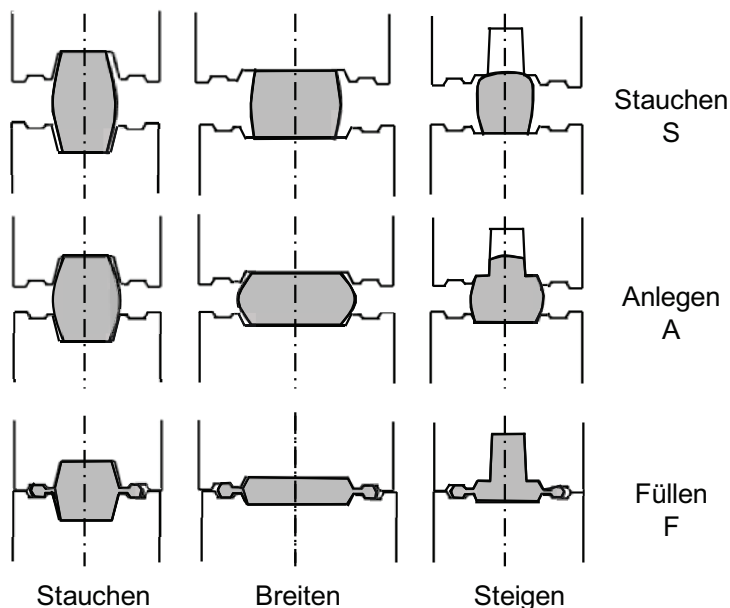 Stauchen
S
Anlegen
A
Füllen
F
Stauchen Breiten Steigen